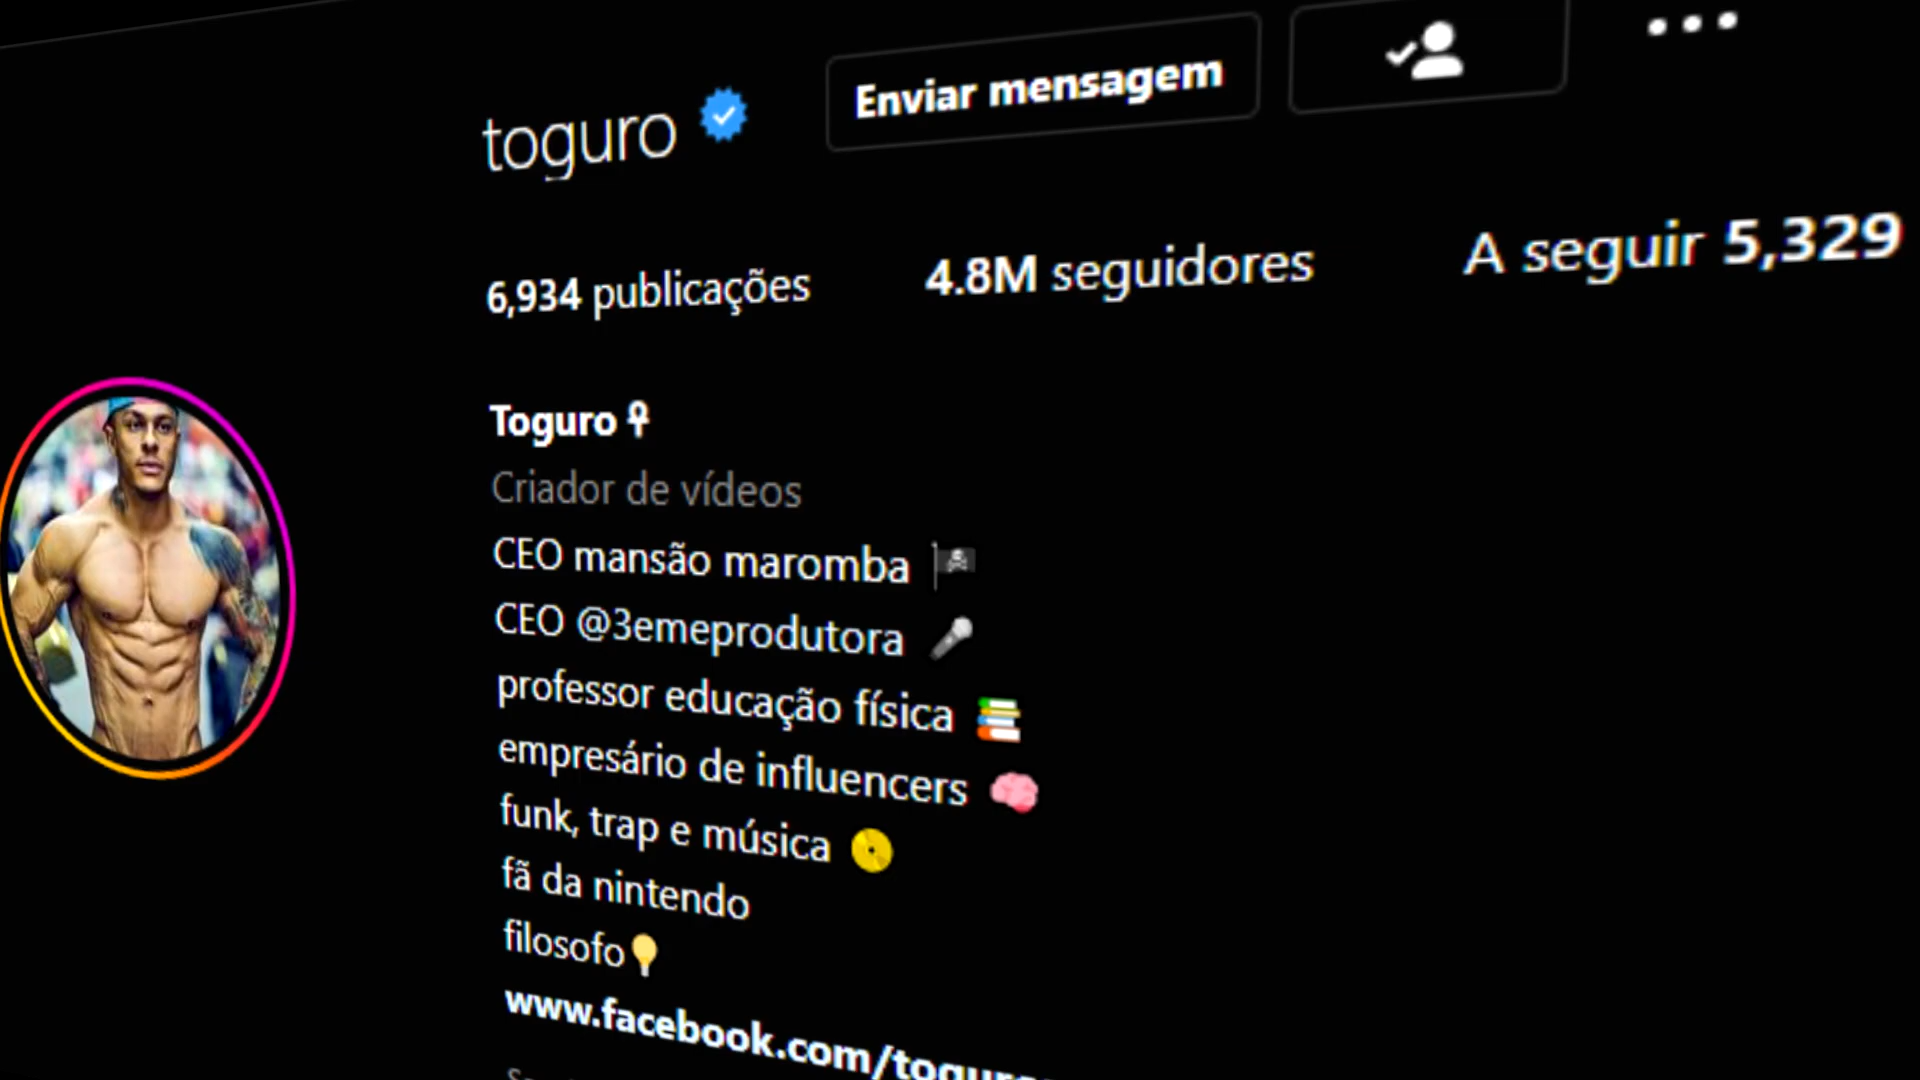 toguro
Enviar mensagem
6,934 publicações
4.8M seguidores
A seguir 5,329
Toguro
Criador de vídeos
CEO mansão maromba 🏴‍☠️
CEO @3emeprodutora 🎤
professor educação física 📚
empresário de influencers 🧠
funk, trap e música 📀
fã da nintendo
filosofo💡
www.facebook.com/toguro